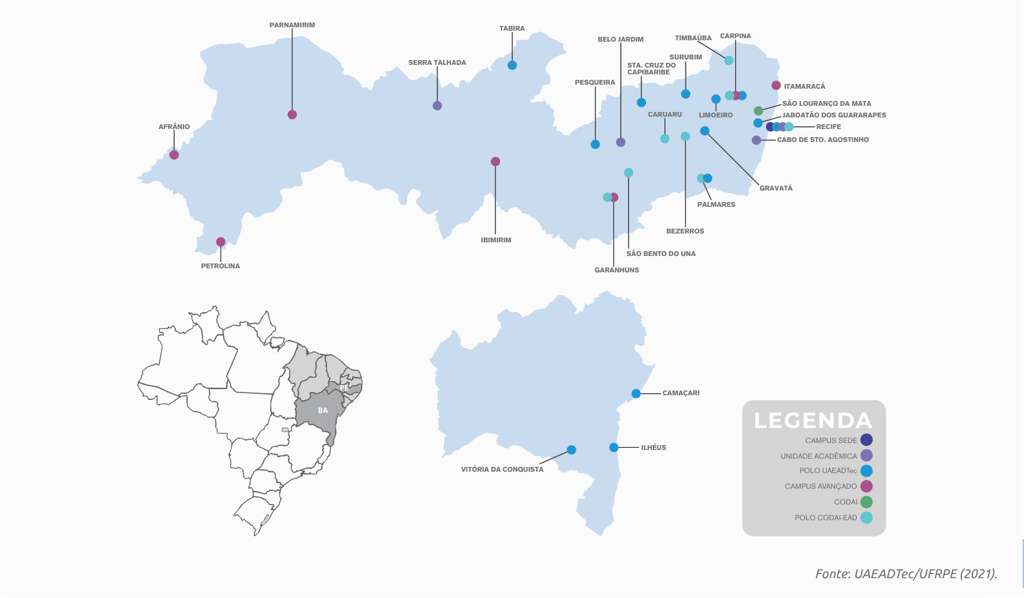 PARNAMIRIM
TABIRA
BELO JARDIM
TIMBAÚBA
CARPINA
SERRA TALHADA
STA. CRUZ DO
CAPIBARIBE
SURUBIM
PESQUEIRA
ITAMARACÁ
AFRÂNIO
CARUARU
LIMOEIRO
SÃO LOURANÇO DA MATA
JABOATÃO DOS GUARARAPES
RECIFE
CABO DE STO. AGOSTINHO
GRAVATÁ
PALMARES
BEZERROS
IBIMIRIM
SÃO BENTO DO UNA
PETROLINA
GARANHUNS
PE
BA
CAMAÇARI
ILHÉUS
VITÓRIA DA CONQUISTA
LEGENDA
CAMPUS SEDE
UNIDADE ACADÊMICA
POLO UAEADTec
CAMPUS AVANÇADO
CODAI
POLO CODAI-EAD
Fonte: UAEADTec/UFRPE (2021).